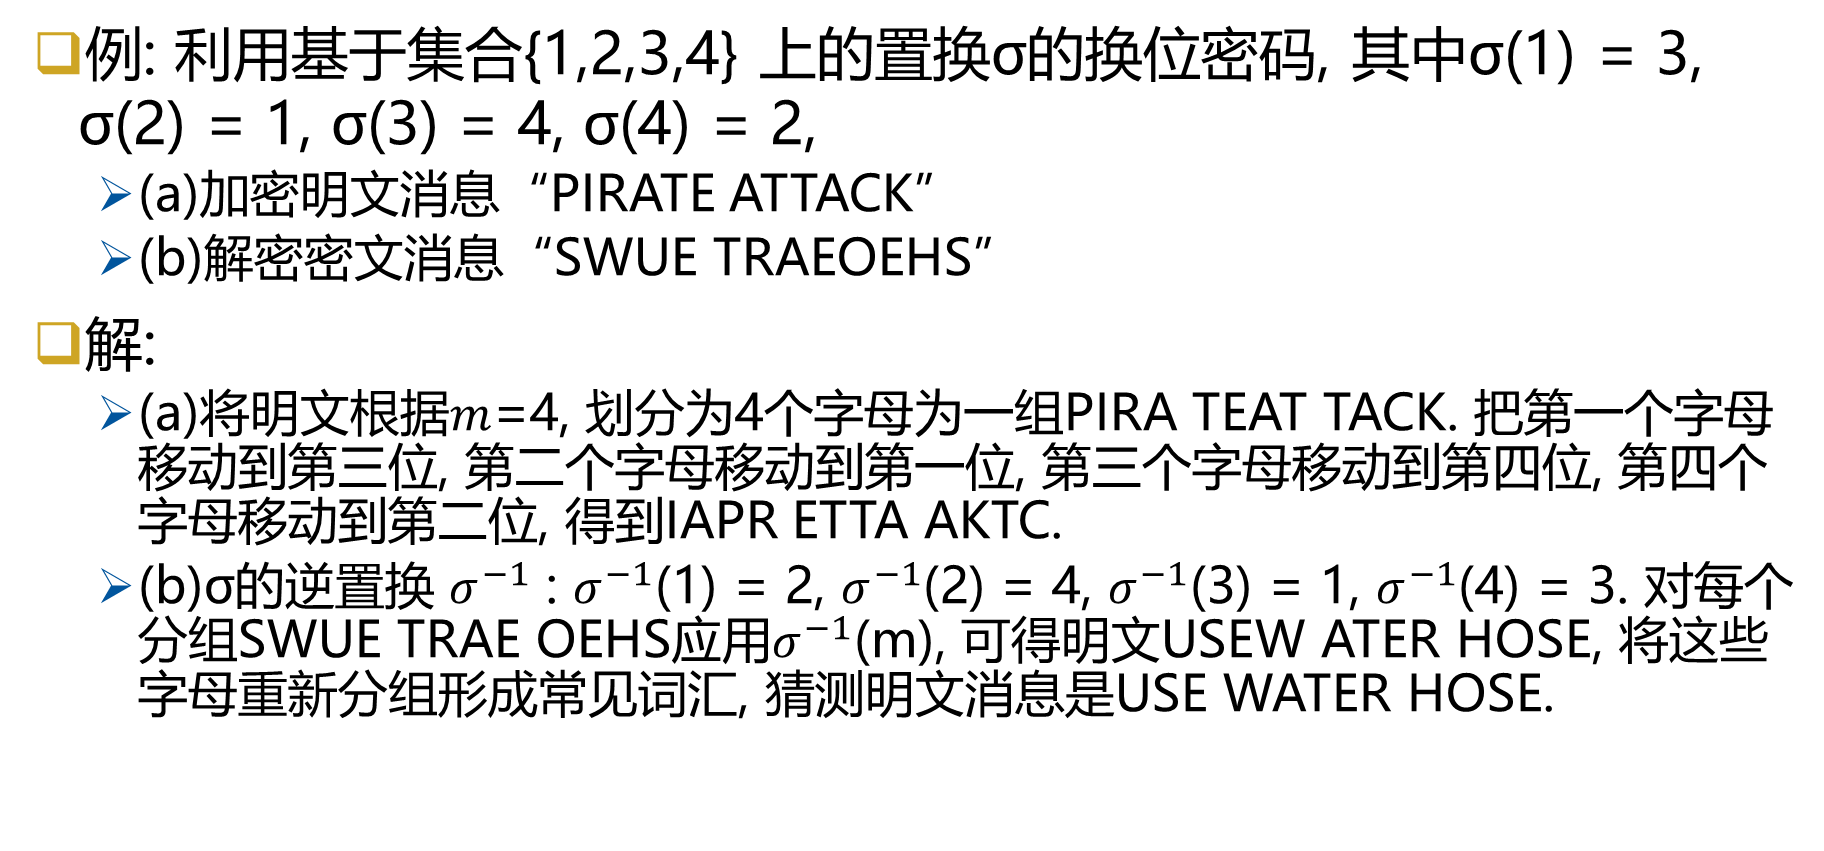 例: 利用基于集合{1,2,3,4} 上的置换σ的换位密码, 其中σ(1) = 3,
σ(2) = 1, σ(3) = 4, σ(4) = 2,
(a)加密明文消息“PIRATE ATTACK”
(b)解密密文消息“SWUE TRAEOEHS”
解:
(a)将明文根据𝑚=4, 划分为4个字母为一组PIRA TEAT TACK. 把第一个字母
移动到第三位, 第二个字母移动到第一位, 第三个字母移动到第四位, 第四个
字母移动到第二位, 得到IAPR ETTA AKTC.
(b)σ的逆置换 𝜎⁻¹ : 𝜎⁻¹(1) = 2, 𝜎⁻¹(2) = 4, 𝜎⁻¹(3) = 1, 𝜎⁻¹(4) = 3. 对每个
分组SWUE TRAE OEHS应用𝜎⁻¹(m), 可得明文USEW ATER HOSE, 将这些
字母重新分组形成常见词汇, 猜测明文消息是USE WATER HOSE.